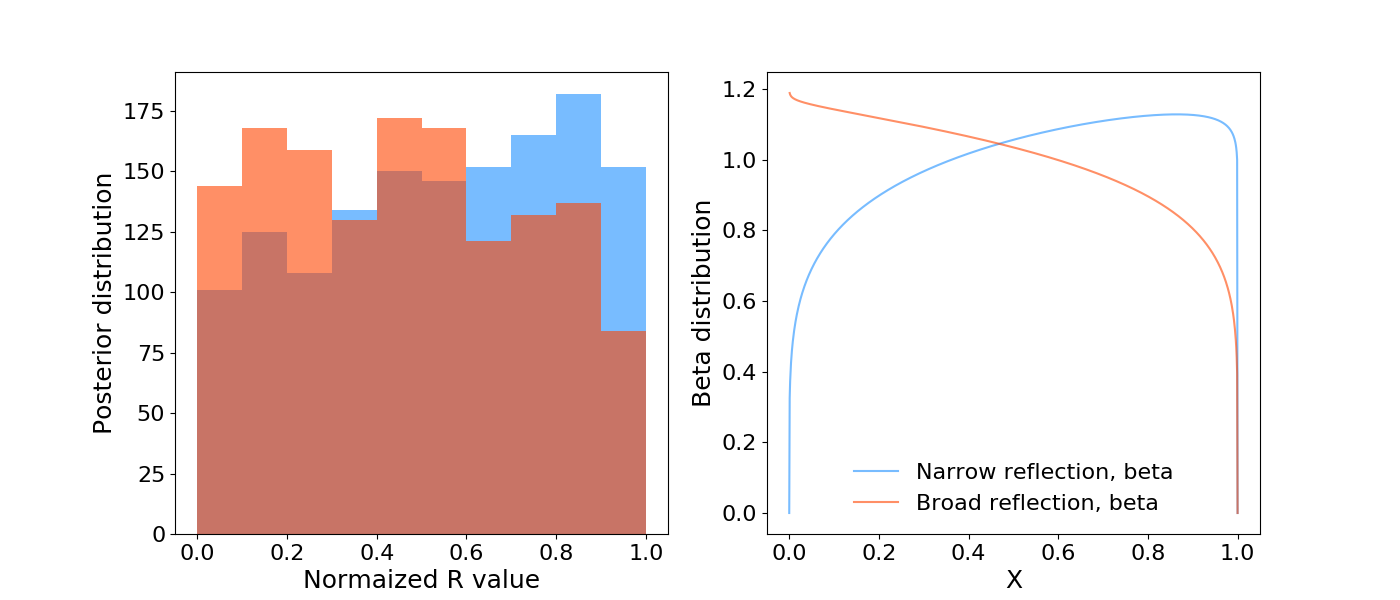 Posterior distribution
175
150
125
100
75
50
25
0
0.0 0.2 0.4 0.6 0.8 1.0
Normaized R value
Beta distribution
1.2
1.0
0.8
0.6
0.4
0.2
0.0
Narrow reflection, beta
Broad reflection, beta
0.0 0.2 0.4 0.6 0.8 1.0
X